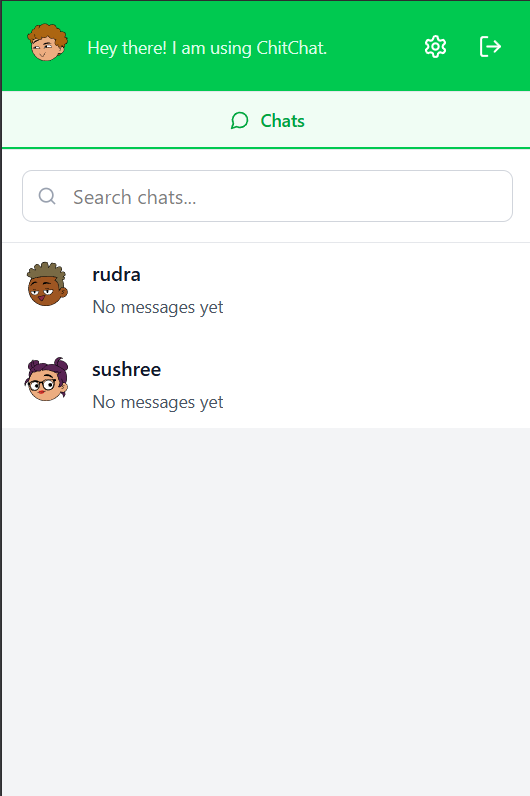 Hey there! I am using ChitChat.
Chats
Search chats...
rudra
No messages yet
sushree
No messages yet